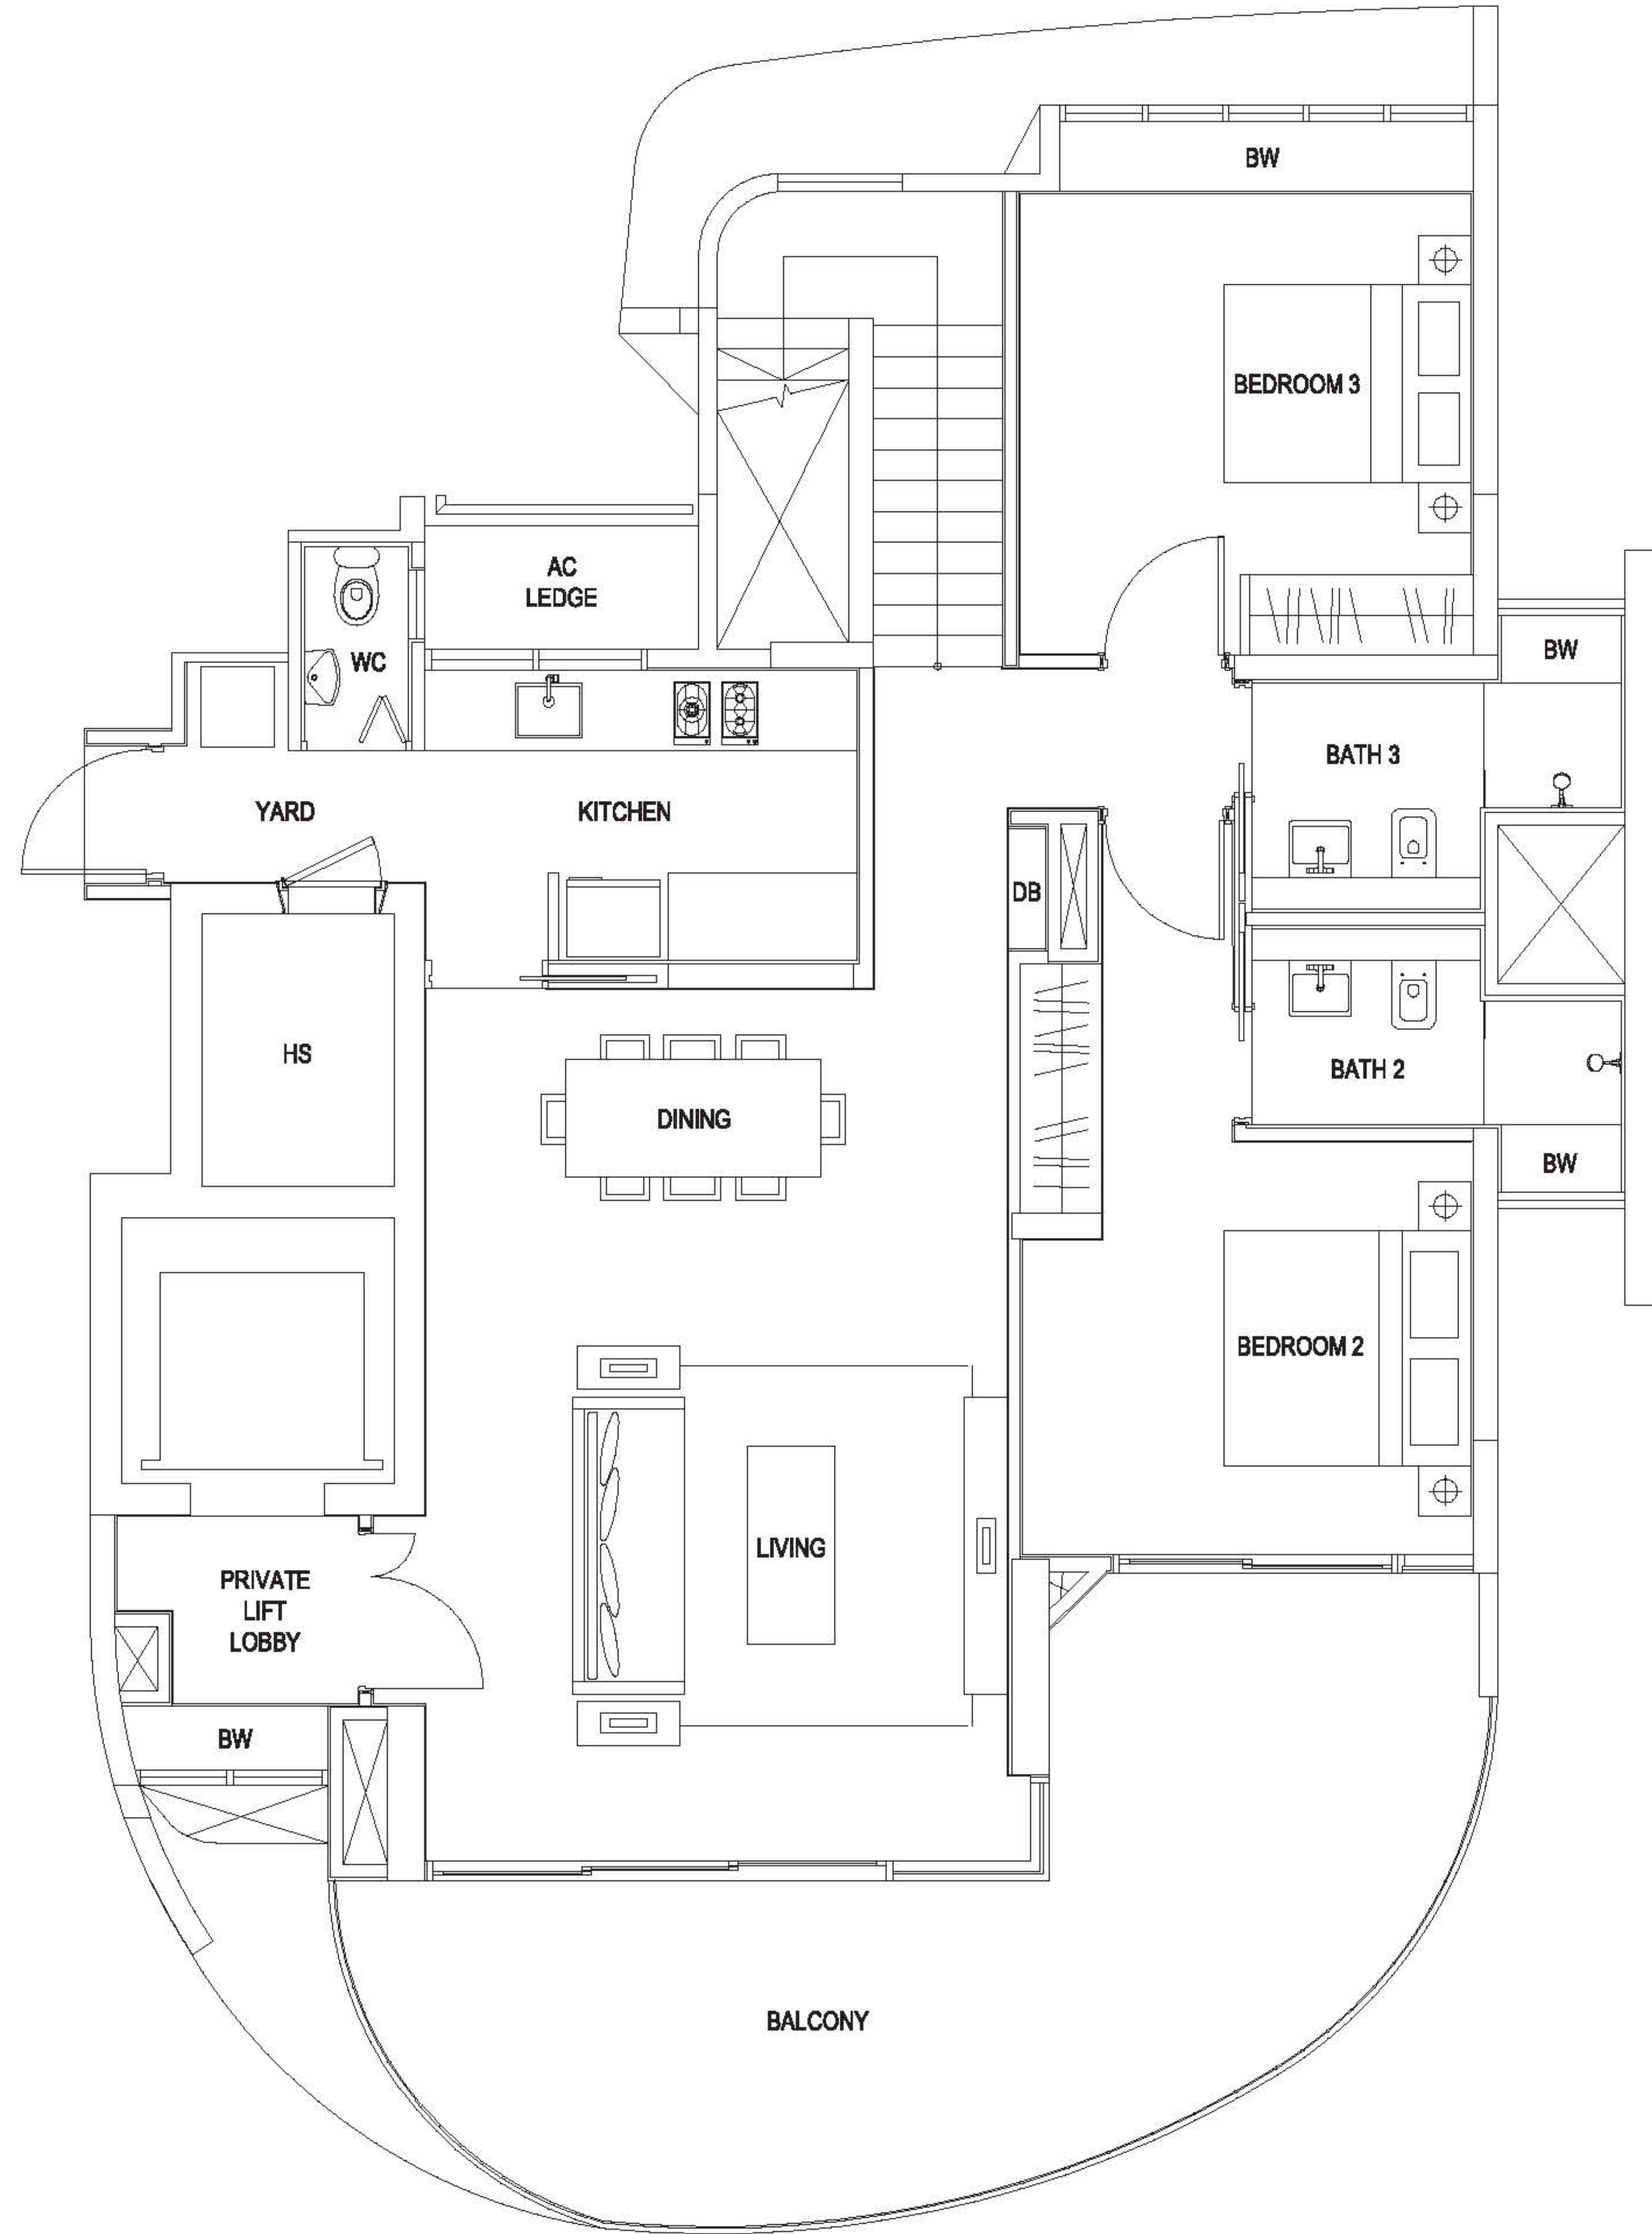 BW
BEDROOM 3
AC
LEDGE
WC
BW
BATH 3
YARD
KITCHEN
DB
HS
DINING
BATH 2
BW
BEDROOM 2
LIVING
PRIVATE
LIFT
LOBBY
BW
BALCONY